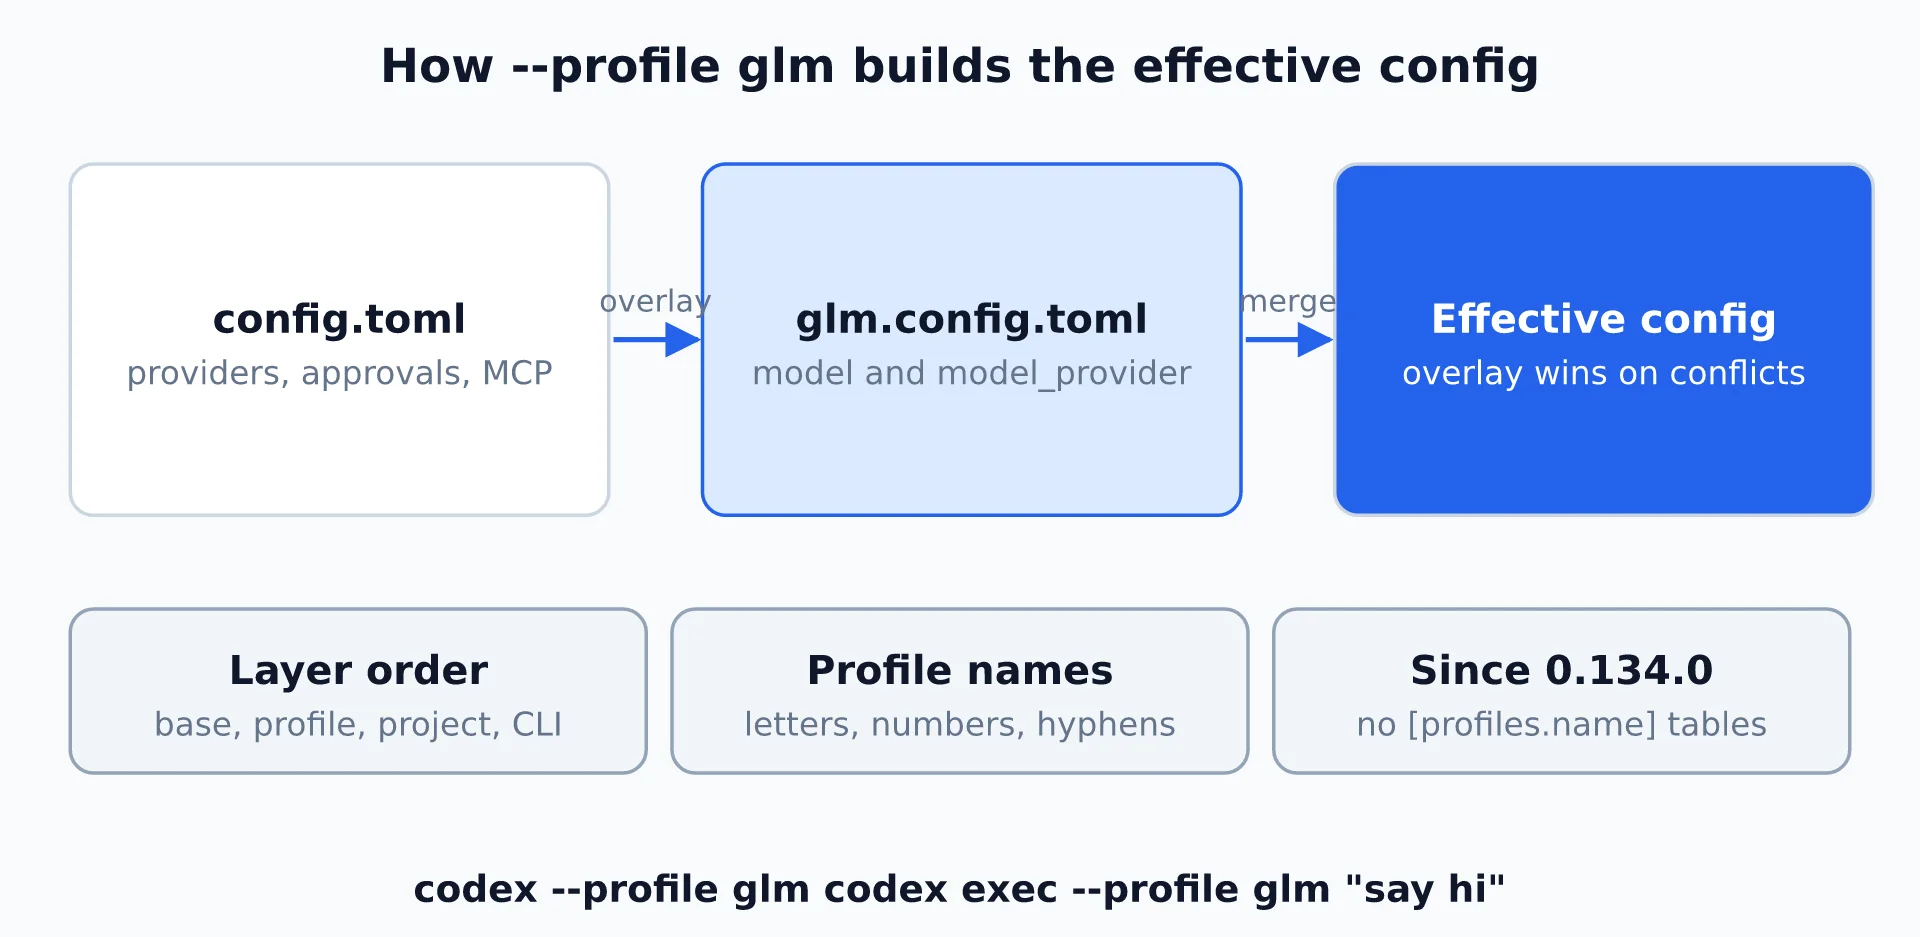 How --profile glm builds the effective config
config.toml
providers, approvals, MCP
overlay
glm.config.toml
model and model_provider
merge
Effective config
overlay wins on conflicts
Layer order
base, profile, project, CLI
Profile names
letters, numbers, hyphens
Since 0.134.0
no [profiles.name] tables
codex --profile glm codex exec --profile glm "say hi"